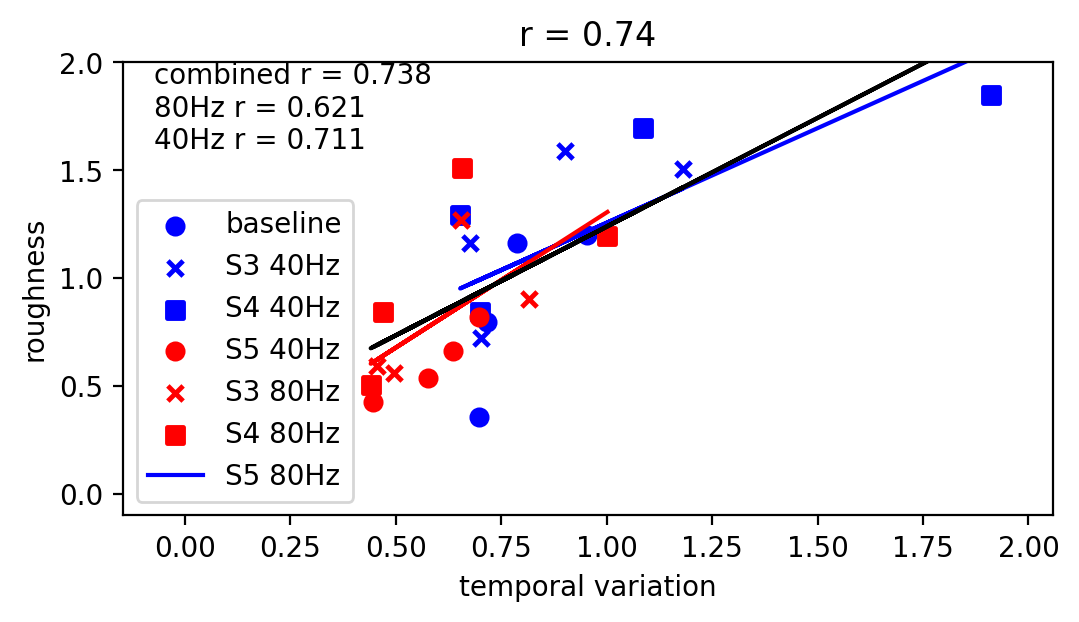 r = 0.74
combined r = 0.738
80Hz r = 0.621
40Hz r = 0.711
baseline
S3 40Hz
S4 40Hz
S5 40Hz
S3 80Hz
S4 80Hz
S5 80Hz
roughness
2.0
1.5
1.0
0.5
0.0
0.00 0.25 0.50 0.75 1.00 1.25 1.50 1.75 2.00
temporal variation